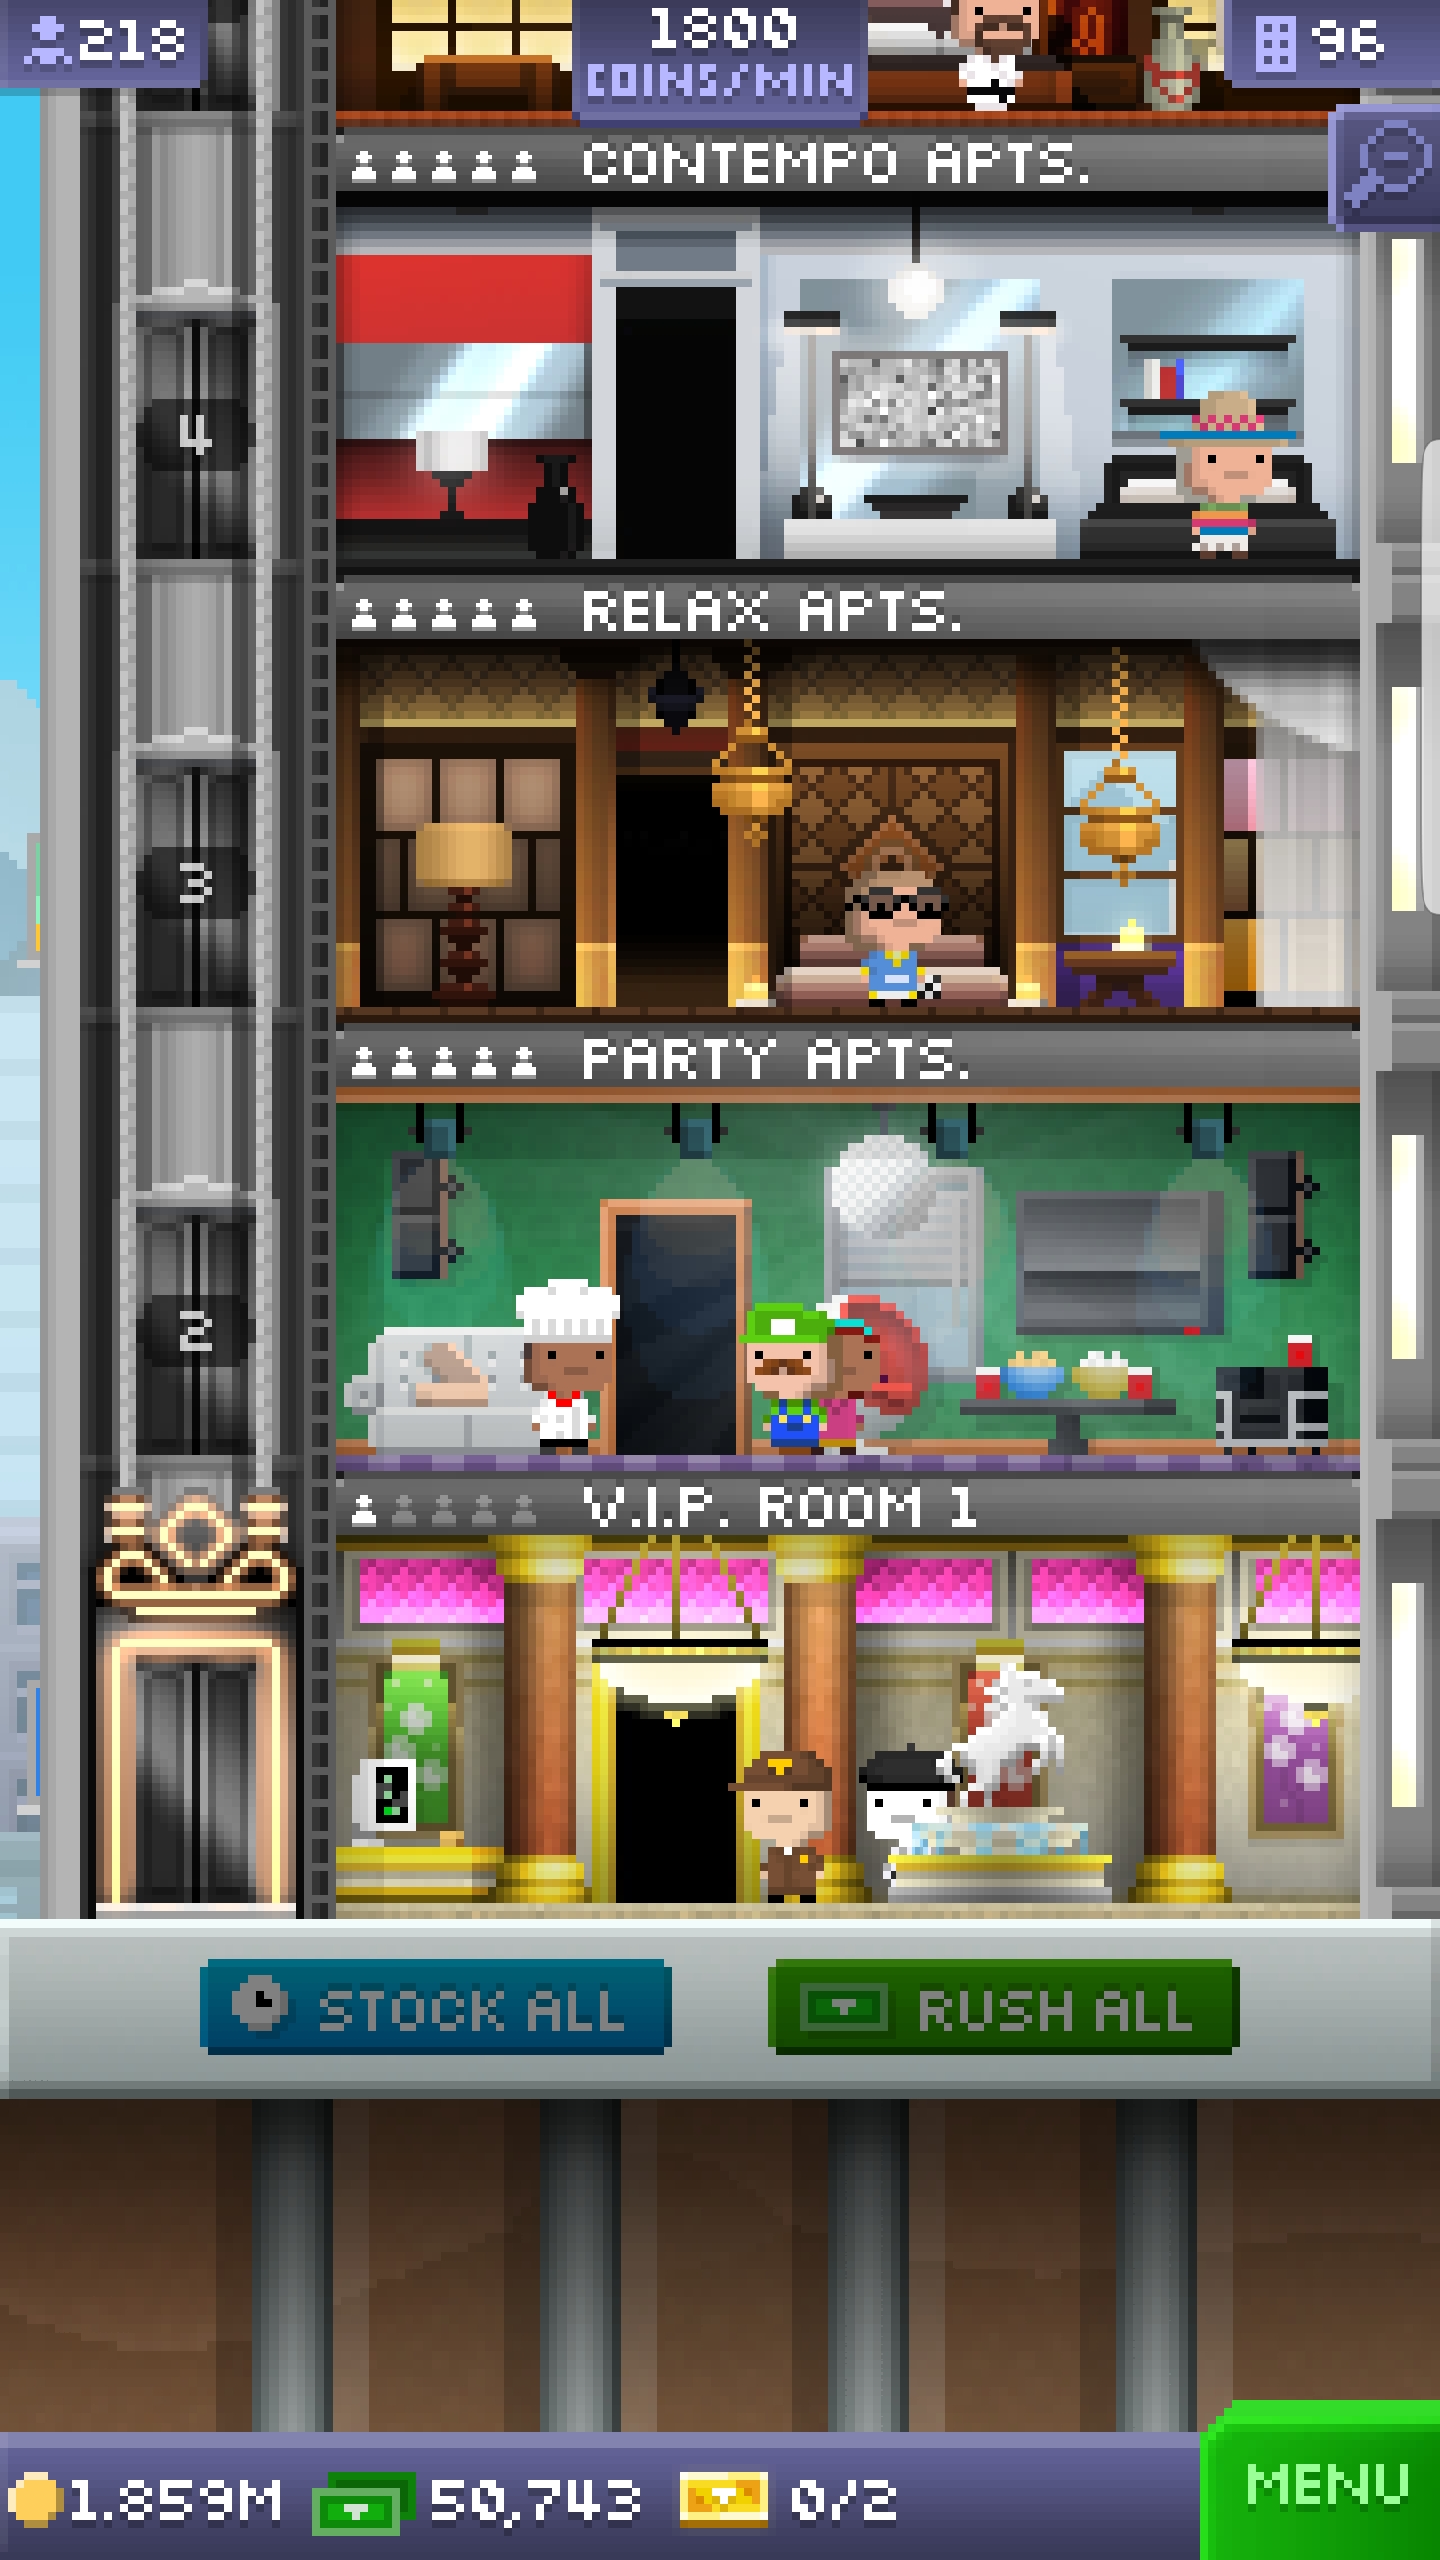 218
1800
COINS/MIN
96
CONTEMPO APTS.
4
RELAX APTS.
3
PARTY APTS.
2
V.I.P. ROOM 1
STOCK ALL
RUSH ALL
1.859M
50,743
0/2
MENU